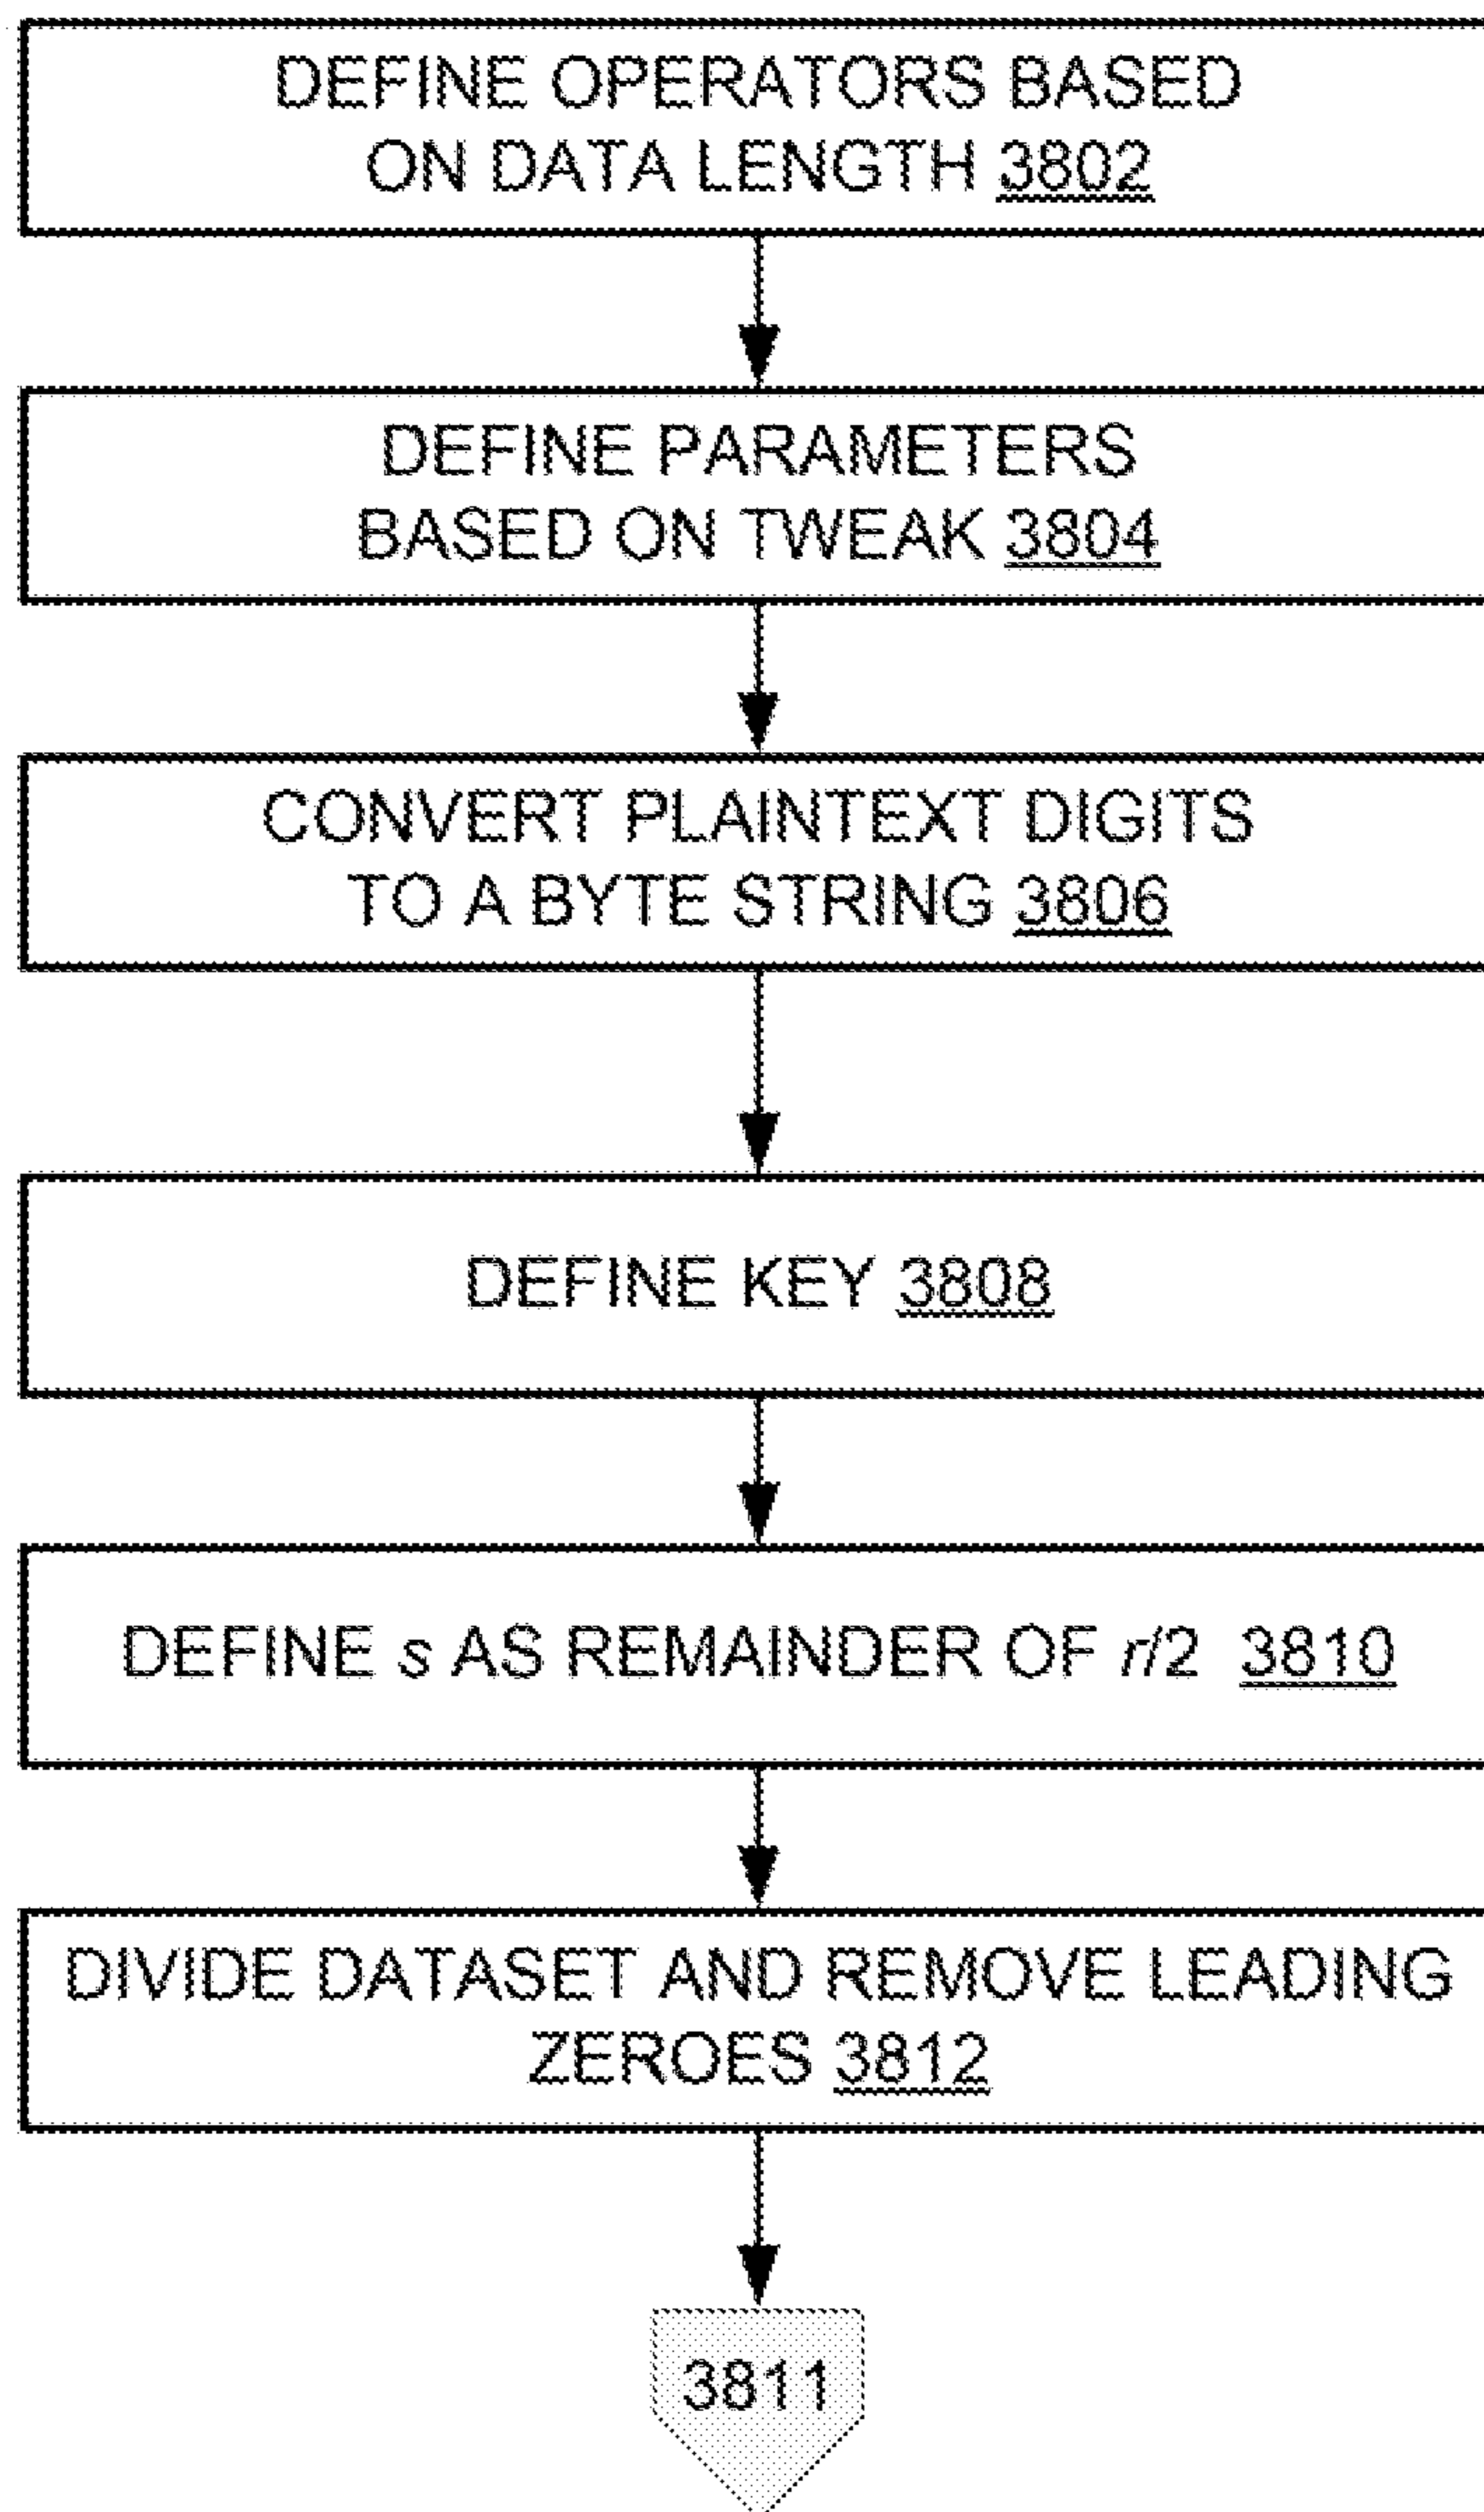 DEFINE OPERATORS BASED
ON DATA LENGTH 3802
DEFINE PARAMETERS
BASED ON TWEAK 3804
CONVERT PLAINTEXT DIGITS
TO A BYTE STRING 3806
DEFINE KEY 3808
DEFINE s AS REMAINDER OF r/2 3810
DIVIDE DATASET AND REMOVE LEADING
ZEROES 3812
3811